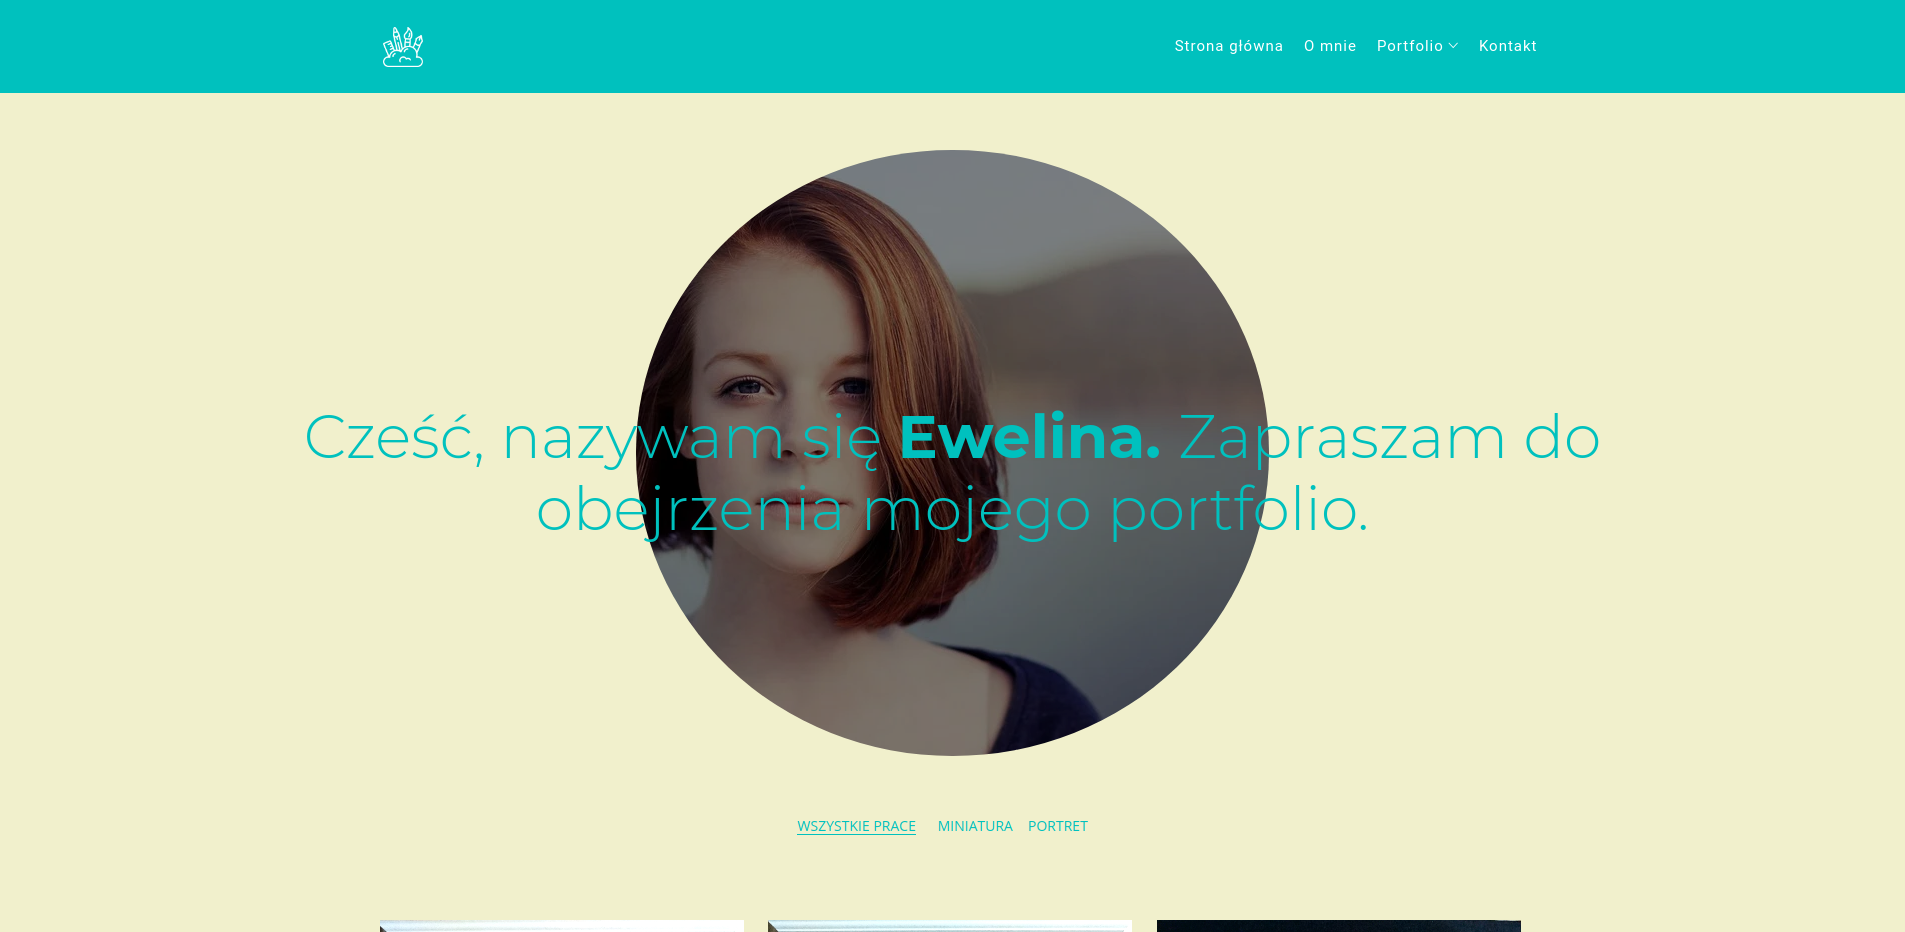 Strona główna O mnie Portfolio Kontakt
Cześć, nazywam się Ewelina. Zapraszam do
obejrzenia mojego portfolio.
WSZYSTKIE PRACE MINIATURA PORTRET